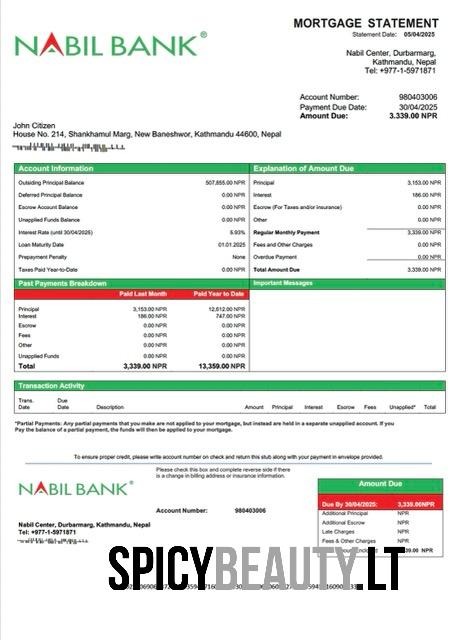 NABIL BANK®
MORTGAGE STATEMENT
Statement Date: 05/04/2025
Nabil Center, Durbarmarg,
Kathmandu, Nepal
Tel: +977-1-5971871
Account Number: 980403006
Payment Due Date: 30/04/2025
Amount Due: 3.339.00 NPR
John Citizen
House No. 214, Shankhamul Marg, New Baneshwor, Kathmandu 44600, Nepal
Account Information
Outsiding Principal Balance 507,855.00 NPR
Deferred Principal Balance 0.00 NPR
Escrow Account Balance 0.00 NPR
Unapplied Funds Balance 0.00 NPR
Interest Rate (until 30/04/2025) 5.93%
Loan Maturity Date 01.01.2025
Prepayment Penalty None
Taxes Paid Year-to-Date 0.00 NPR
Explanation of Amount Due
Principal 3,153.00 NPR
Interest 186.00 NPR
Escrow (For Taxes and/or insurance) 0.00 NPR
Other 0.00 NPR
Regular Monthly Payment 3,339.00 NPR
Fees and Other Charges 0.00 NPR
Overdue Payment 0.00 NPR
Total Amount Due 3,339.00 NPR
Past Payments Breakdown
Paid Last Month Paid Year to Date
Principal 3,153.00 NPR 12,612.00 NPR
Interest 186.00 NPR 747.00 NPR
Escrow 0.00 NPR 0.00 NPR
Fees 0.00 NPR 0.00 NPR
Other 0.00 NPR 0.00 NPR
Unapplied Funds 0.00 NPR 0.00 NPR
Total 3,339.00 NPR 13,359.00 NPR
Important Messages
Transaction Activity
Trans. Date Due Date Description Amount Principal Interest Escrow Fees Unapplied* Total
*Partial Payments: Any partial payments that you make are not applied to your mortgage, but instead are held in a separate unapplied account. If you
Pay the balance of a partial payment, the funds will then be applied to your mortgage.
To ensure proper credit, please write account number on check and return this stub along with your payment in envelope provided.
NABIL BANK®
Please check this box and complete reverse side if there
is a change in billing address or insurance information.
Account Number: 980403006
Nabil Center, Durbarmarg, Kathmandu, Nepal
Tel: +977-1-5971871
Amount Due
Due By 30/04/2025: 3,339.00NPR
Additional Principal NPR
Additional Escrow NPR
Late Charges : NPR
Fees & Other Charges NPR
NPR
SPICYBEAUTY.LT